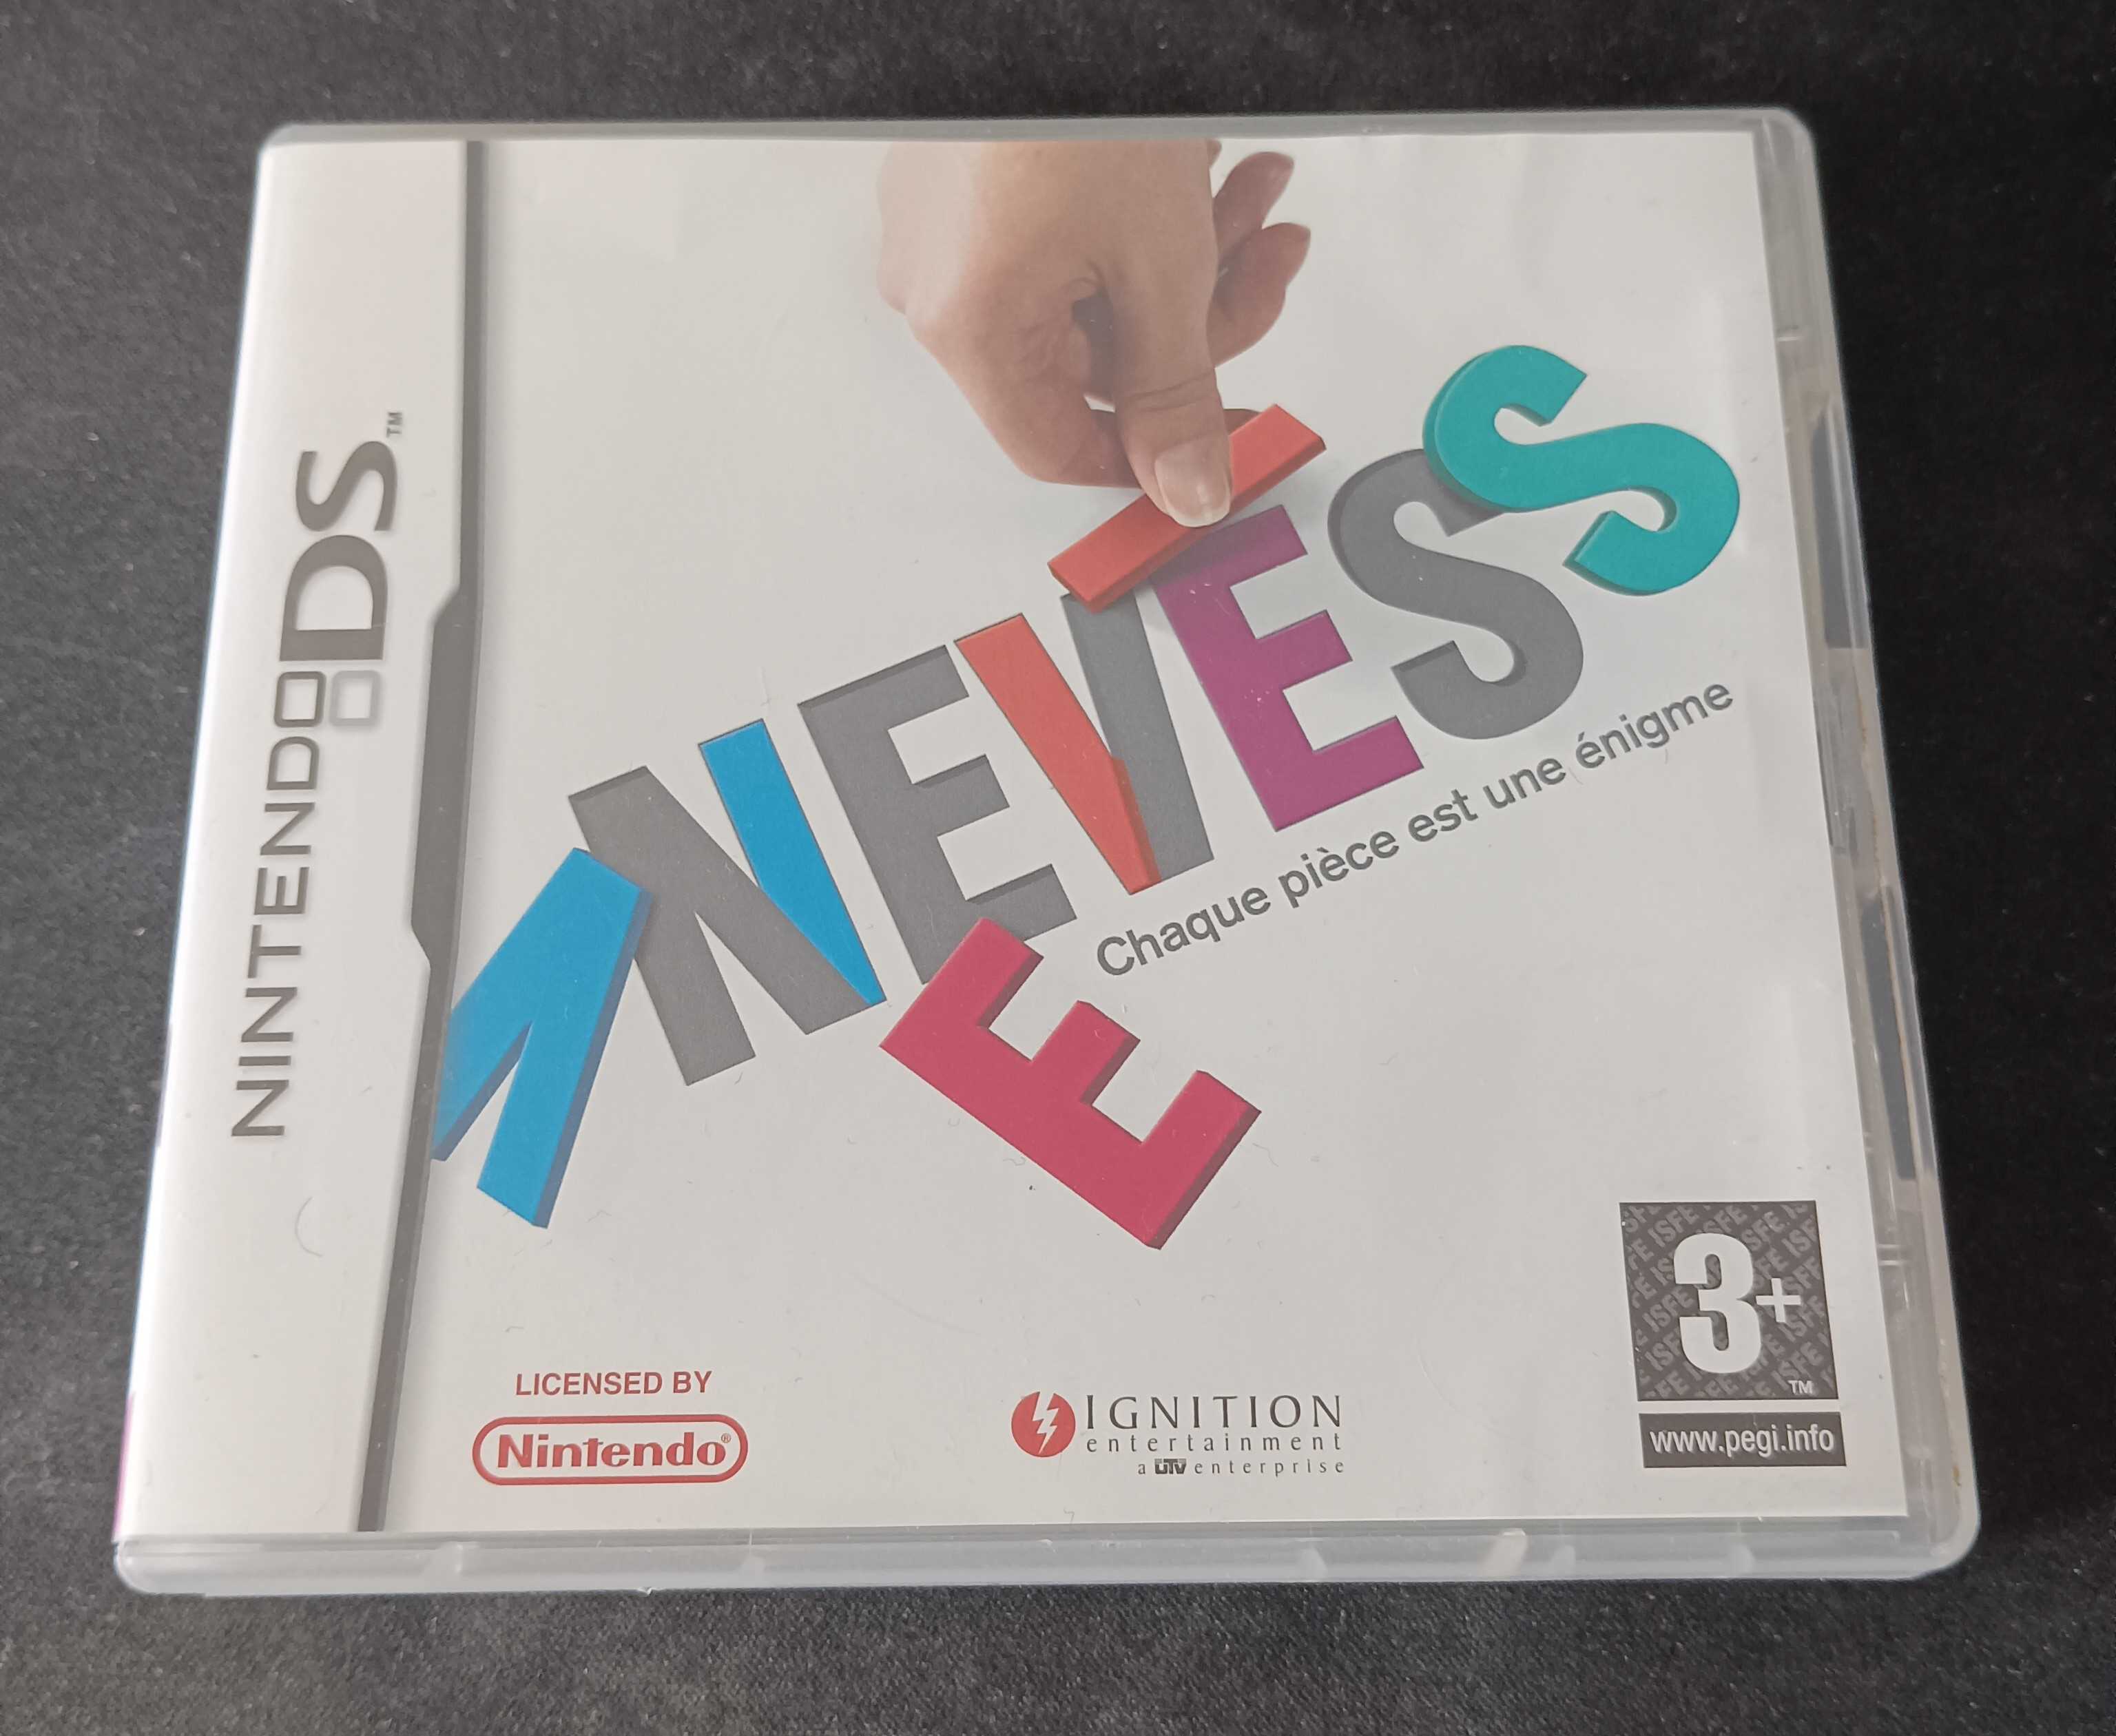 NINTENDO DS™
NEVES
Chaque pièce est une énigme
LICENSED BY
Nintendo®
IGNITION
entertainment
a UTV enterprise
3+
™
www.pegi.info